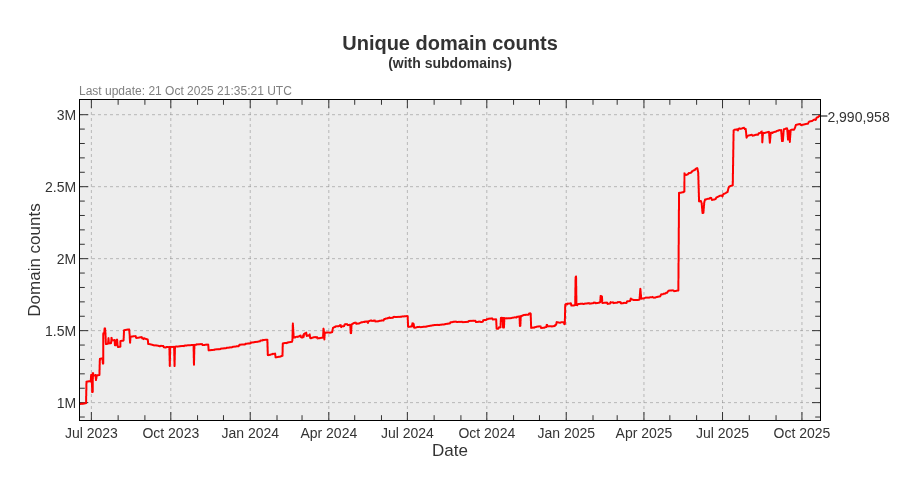 Unique domain counts
(with subdomains)
Last update: 21 Oct 2025 21:35:21 UTC
3M
2,990,958
2.5M
2M
1.5M
1M
Domain counts
Jul 2023 Oct 2023 Jan 2024 Apr 2024 Jul 2024 Oct 2024 Jan 2025 Apr 2025 Jul 2025 Oct 2025
Date